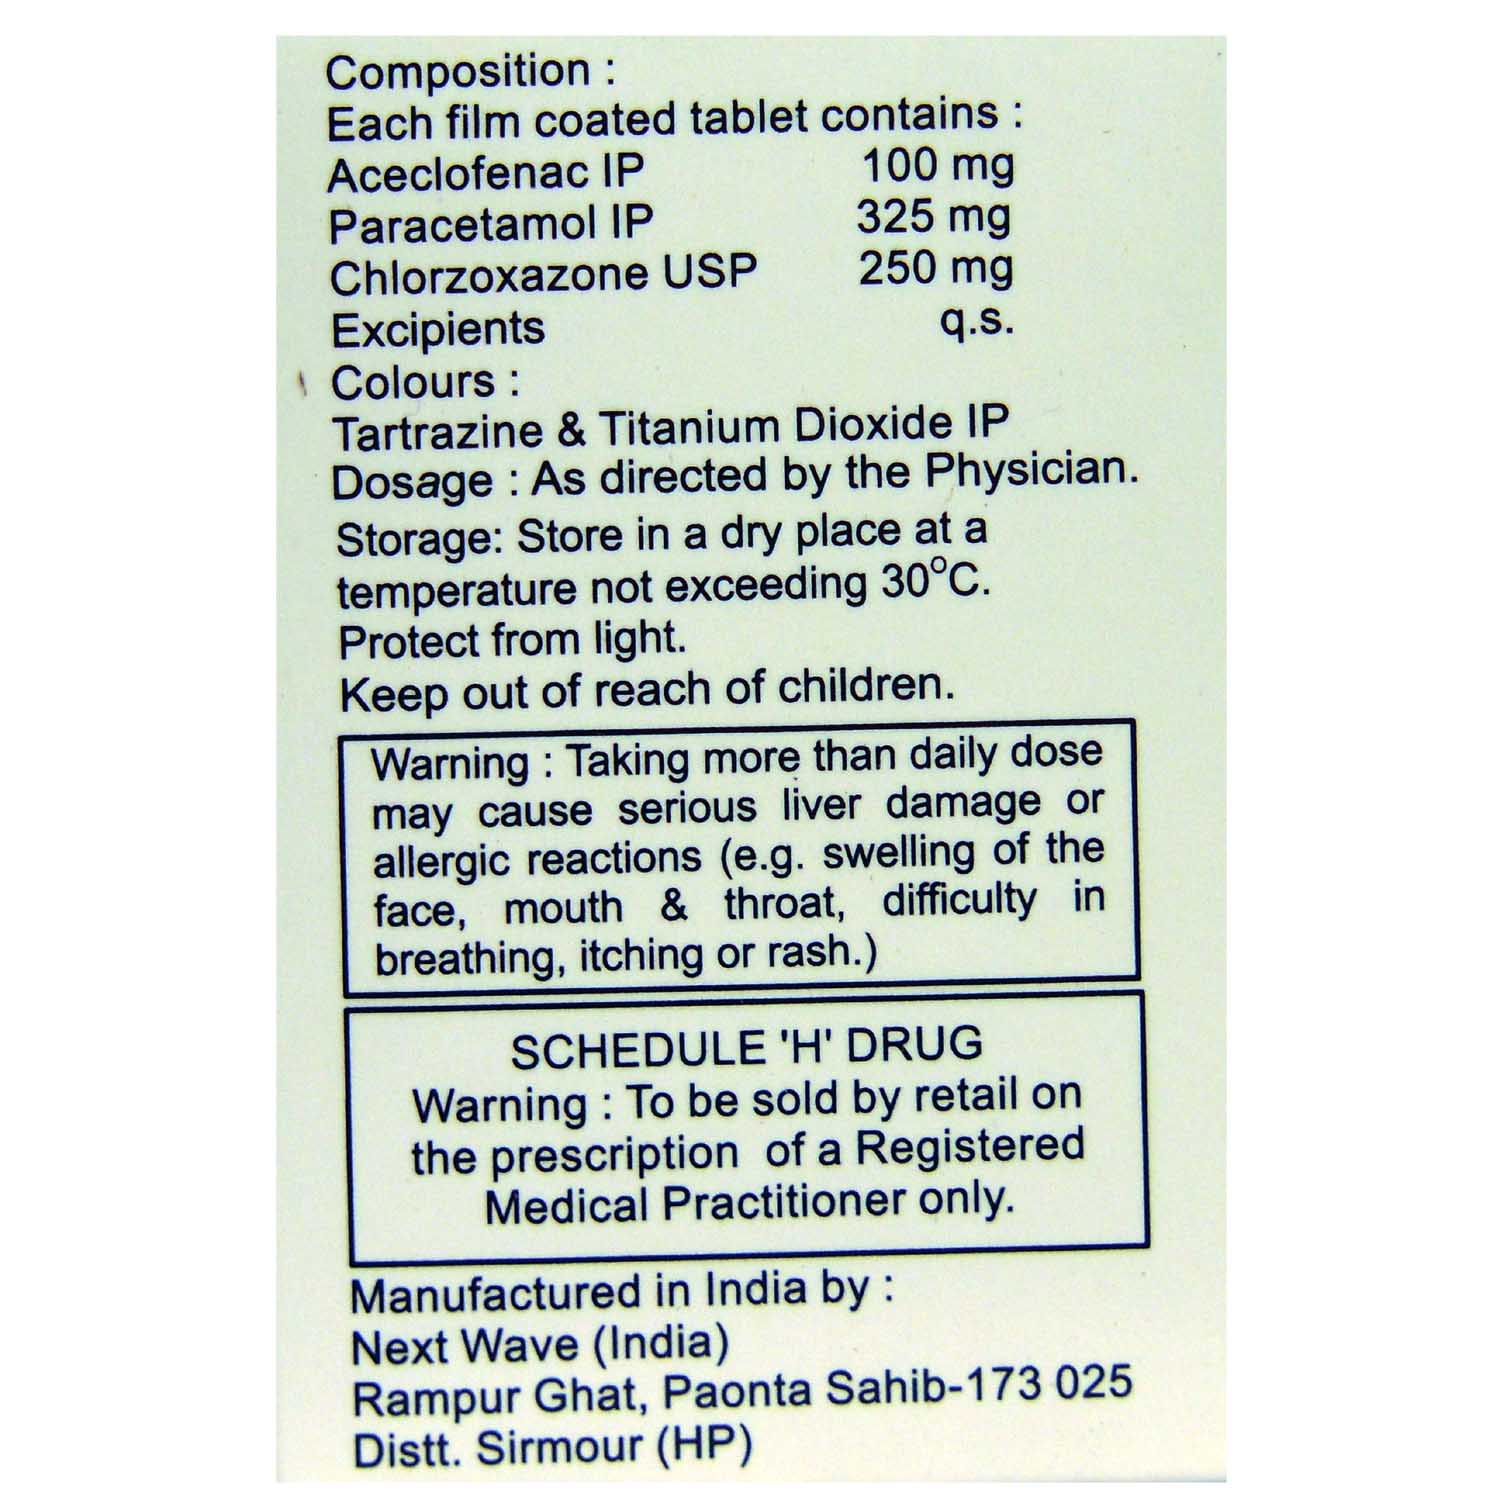 Composition :
Each film coated tablet contains :
Aceclofenac IP 100 mg
Paracetamol IP 325 mg
Chlorzoxazone USP 250 mg
Excipients q.s.
Colours :
Tartrazine & Titanium Dioxide IP
Dosage : As directed by the Physician.
Storage: Store in a dry place at a
temperature not exceeding 30°C.
Protect from light.
Keep out of reach of children.
Warning : Taking more than daily dose
may cause serious liver damage or
allergic reactions (e.g. swelling of the
face, mouth & throat, difficulty in
breathing, itching or rash.)
SCHEDULE 'H' DRUG
Warning : To be sold by retail on
the prescription of a Registered
Medical Practitioner only.
Manufactured in India by :
Next Wave (India)
Rampur Ghat, Paonta Sahib-173 025
Distt. Sirmour (HP)